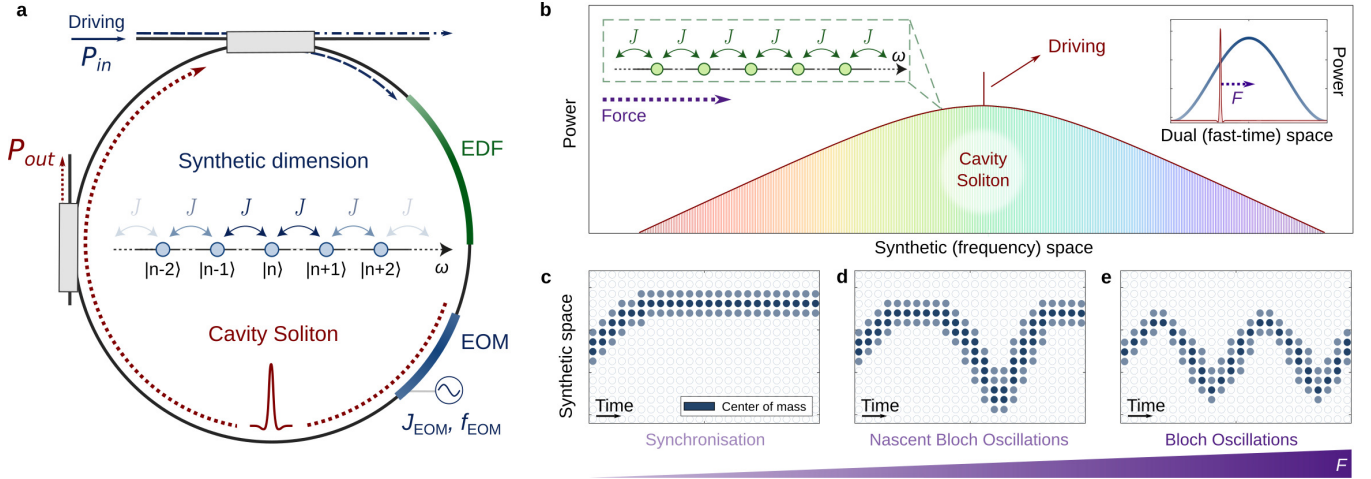 a
Driving
P_in
P_out
EDF
Synthetic dimension
J J J J J J
|n-2⟩ |n-1⟩ |n⟩ |n+1⟩ |n+2⟩ ω
Cavity Soliton
EOM
J_EOM, f_EOM
b
J J J J J
ω
Force
Driving
Power
Cavity
Soliton
Synthetic (frequency) space
F
Power
Dual (fast-time) space
c
d
e
Synthetic space
Time
Center of mass
Time
Time
Synchronisation
Nascent Bloch Oscillations
Bloch Oscillations
F